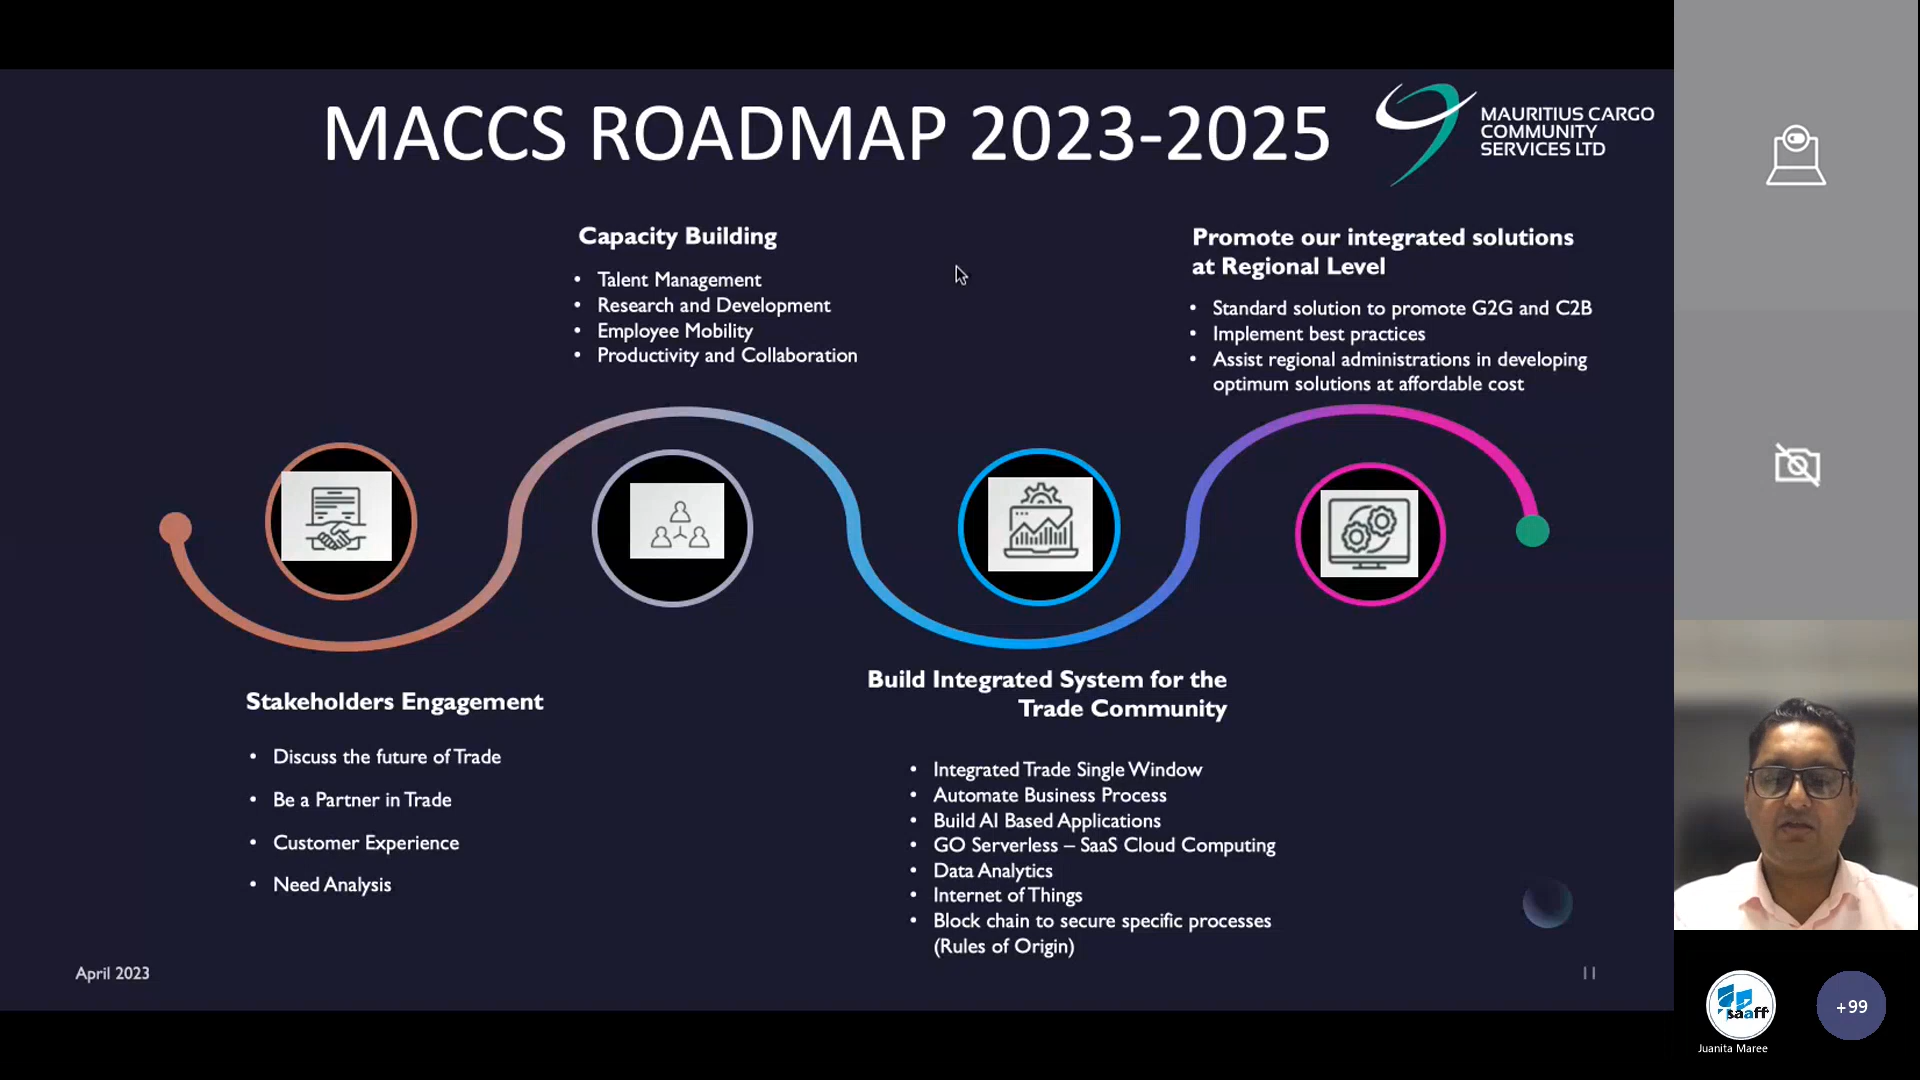 MACCS ROADMAP 2023-2025
MAURITIUS CARGO
COMMUNITY
SERVICES LTD
Capacity Building
• Talent Management
• Research and Development
• Employee Mobility
• Productivity and Collaboration
Promote our integrated solutions
at Regional Level
• Standard solution to promote G2G and C2B
• Implement best practices
• Assist regional administrations in developing
optimum solutions at affordable cost
Stakeholders Engagement
• Discuss the future of Trade
• Be a Partner in Trade
• Customer Experience
• Need Analysis
Build Integrated System for the
Trade Community
• Integrated Trade Single Window
• Automate Business Process
• Build AI Based Applications
• GO Serverless – SaaS Cloud Computing
• Data Analytics
• Internet of Things
• Block chain to secure specific processes
(Rules of Origin)
April 2023
11
saaff
Juanita Maree
+99